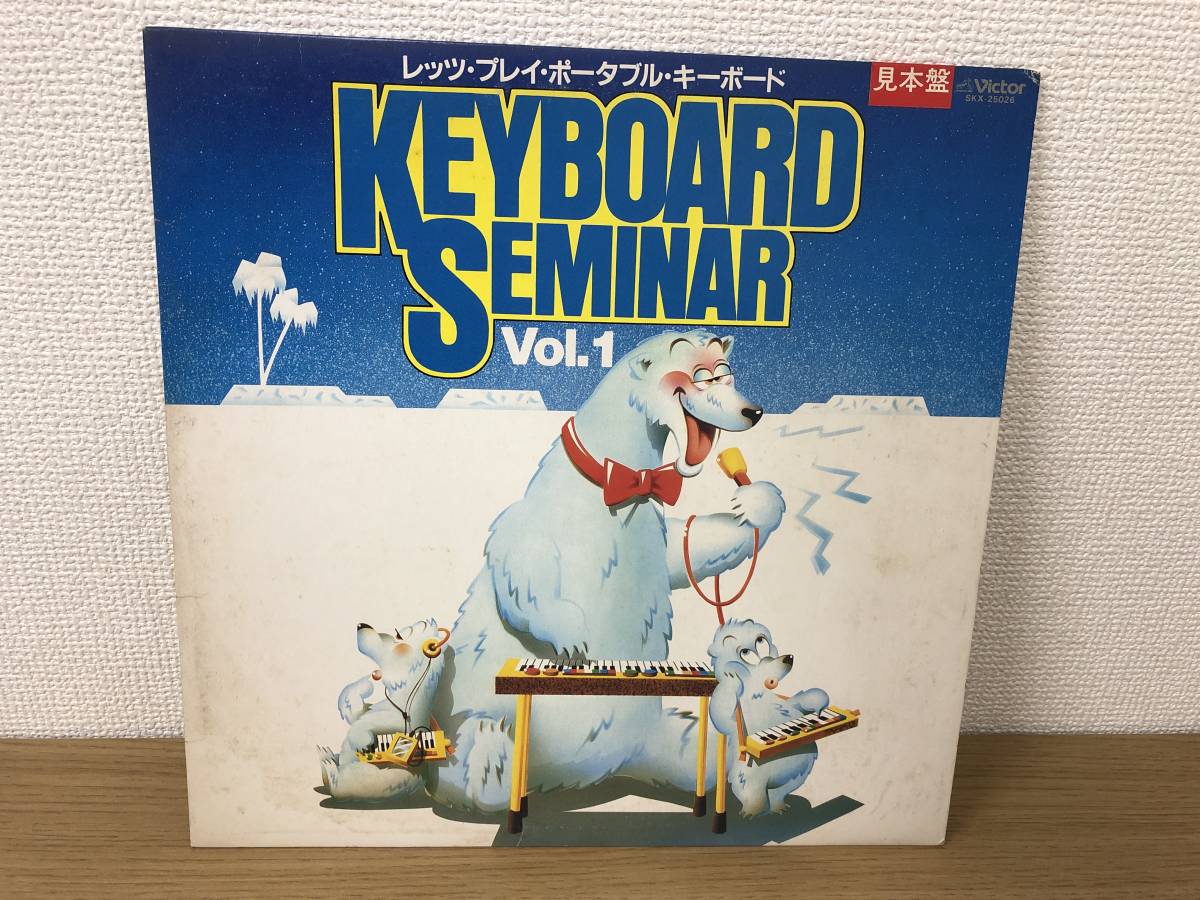 レッツ・プレイ・ポータブル・キーボード
見本盤
Victor
SKX-25026
KEYBOARD
SEMINAR
Vol.1